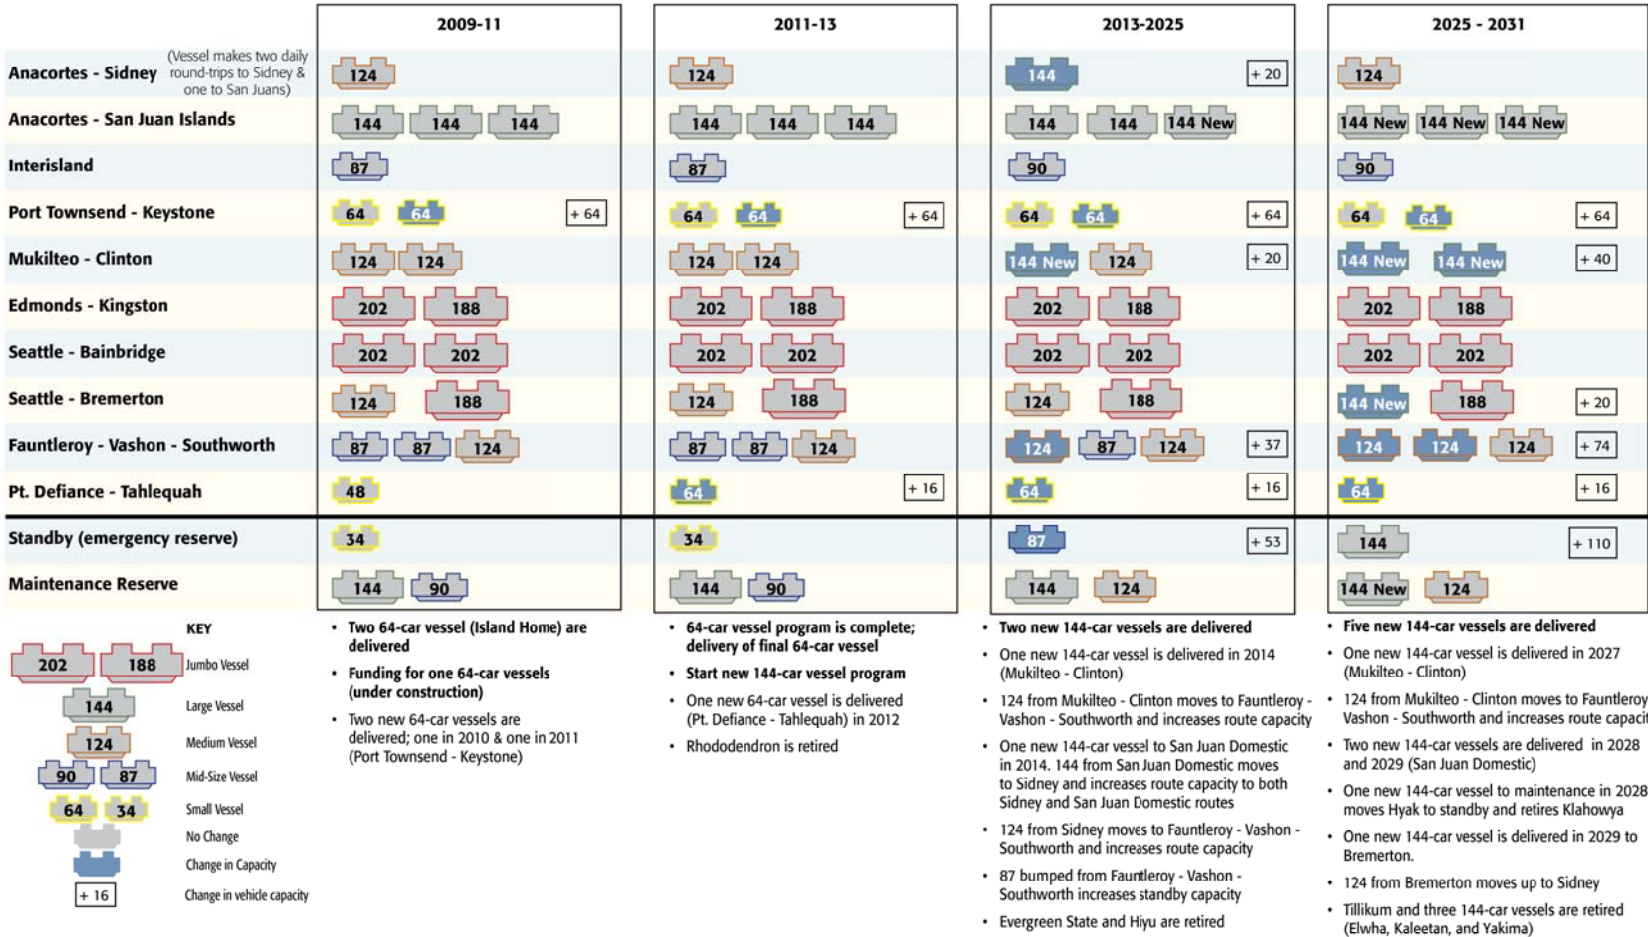 2009-11
2011-13
2013-2025
2025 - 2031
Anacortes - Sidney
(Vessel makes two daily
round-trips to Sidney &
one to San Juans)
124
124
144
+ 20
124
Anacortes - San Juan Islands
144 144 144
144 144 144
144 144 144 New
144 New 144 New 144 New
Interisland
87
87
90
90
Port Townsend - Keystone
64 64 + 64
64 64 + 64
64 64 + 64
64 64 + 64
Mukilteo - Clinton
124 124
124 124
144 New 124 + 20
144 New 144 New + 40
Edmonds - Kingston
202 188
202 188
202 188
202 188
Seattle - Bainbridge
202 202
202 202
202 202
202 202
Seattle - Bremerton
124 188
124 188
124 188
144 New 188 + 20
Fauntleroy - Vashon - Southworth
87 87 124
87 87 124
124 87 124 + 37
124 124 124 + 74
Pt. Defiance - Tahlequah
48
64 + 16
64 + 16
64 + 16
Standby (emergency reserve)
34
34
87 + 53
144 + 110
Maintenance Reserve
144 90
144 90
144 124
144 New 124
KEY
202 188 Jumbo Vessel
144 Large Vessel
124 Medium Vessel
90 87 Mid-Size Vessel
64 34 Small Vessel
No Change
Change in Capacity
+ 16 Change in vehicle capacity
• Two 64-car vessel (Island Home) are
delivered
• Funding for one 64-car vessels
(under construction)
• Two new 64-car vessels are
delivered; one in 2010 & one in 2011
(Port Townsend - Keystone)
• 64-car vessel program is complete;
delivery of final 64-car vessel
• Start new 144-car vessel program
• One new 64-car vessel is delivered
(Pt. Defiance - Tahlequah) in 2012
• Rhododendron is retired
• Two new 144-car vessels are delivered
• One new 144-car vessel is delivered in 2014
(Mukilteo - Clinton)
• 124 from Mukilteo - Clinton moves to Fauntleroy -
Vashon - Southworth and increases route capacity
• One new 144-car vessel to San Juan Domestic
in 2014. 144 from San Juan Domestic moves
to Sidney and increases route capacity to both
Sidney and San Juan Domestic routes
• 124 from Sidney moves to Fauntleroy - Vashon -
Southworth and increases route capacity
• 87 bumped from Fauntleroy - Vashon -
Southworth increases standby capacity
• Evergreen State and Hiyu are retired
• Five new 144-car vessels are delivered
• One new 144-car vessel is delivered in 2027
(Mukilteo - Clinton)
• 124 from Mukilteo - Clinton moves to Fauntleroy
Vashon - Southworth and increases route capacit
• Two new 144-car vessels are delivered in 2028
and 2029 (San Juan Domestic)
• One new 144-car vessel to maintenance in 2028
moves Hyak to standby and retires Klahowya
• One new 144-car vessel is delivered in 2029 to
Bremerton.
• 124 from Bremerton moves up to Sidney
• Tillikum and three 144-car vessels are retired
(Elwha, Kaleetan, and Yakima)